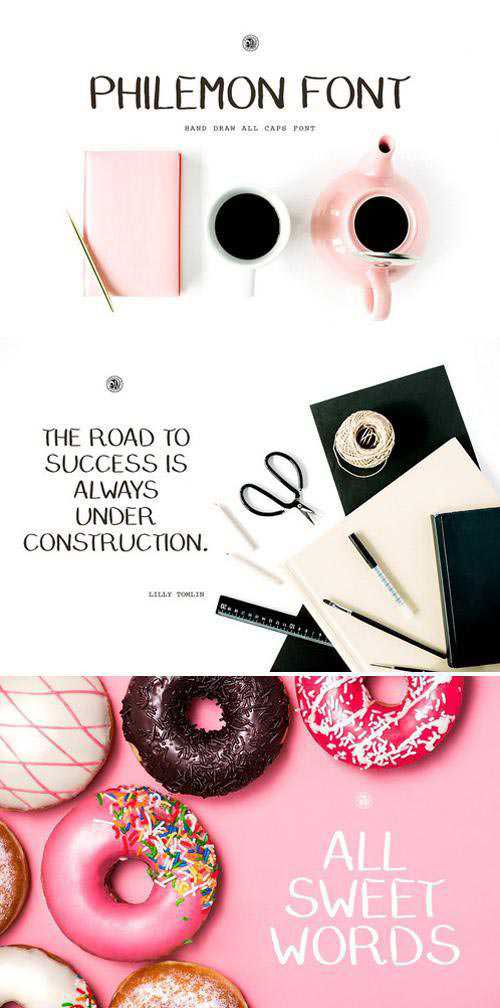 PHILEMON FONT
HAND DRAW ALL CAPS FONT
THE ROAD TO
SUCCESS IS
ALWAYS
UNDER
CONSTRUCTION.
LILLY TOMLIN
ALL
SWEET
WORDS